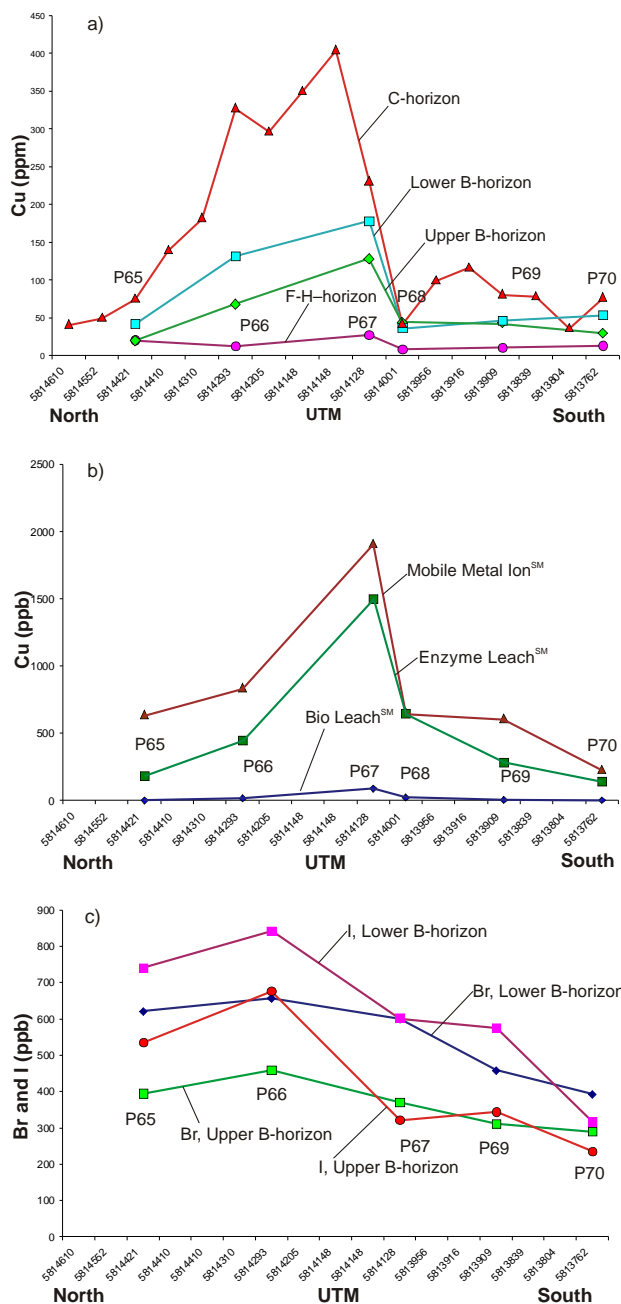 a)
450
400
350
300
250
200
150
100
50
0
Cu (ppm)
C-horizon
Lower B-horizon
Upper B-horizon
F-H–horizon
P65
P66
P67
P68
P69
P70
5814610
5814552
5814421
5814410
5814310
5814293
5814205
5814148
5814148
5814128
5814001
5813956
5813916
5813909
5813839
5813804
5813762
North
UTM
South
b)
2500
2000
1500
1000
500
0
Cu (ppb)
Mobile Metal Ion SM
Enzyme Leach SM
Bio Leach SM
P65
P66
P67
P68
P69
P70
5814610
5814552
5814421
5814410
5814310
5814293
5814205
5814148
5814148
5814128
5814001
5813956
5813916
5813909
5813839
5813804
5813762
North
UTM
South
c)
900
800
700
600
500
400
300
200
100
0
Br and I (ppb)
I, Lower B-horizon
Br, Lower B-horizon
P65
P66
Br, Upper B-horizon
I, Upper B-horizon
P67
P69
P70
5814610
5814552
5814421
5814410
5814410
5814310
5814293
5814205
5814148
5814148
5814128
5813956
5813916
5813909
5813839
5813804
5813762
North
UTM
South